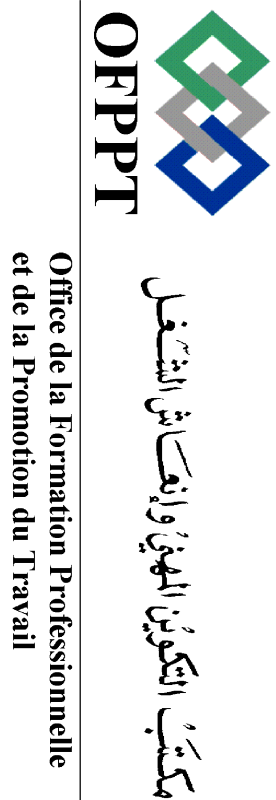 OFPPT
مكتب التكوين المهني وإنعاش الشغل
Office de la Formation Professionnelle
et de la Promotion du Travail